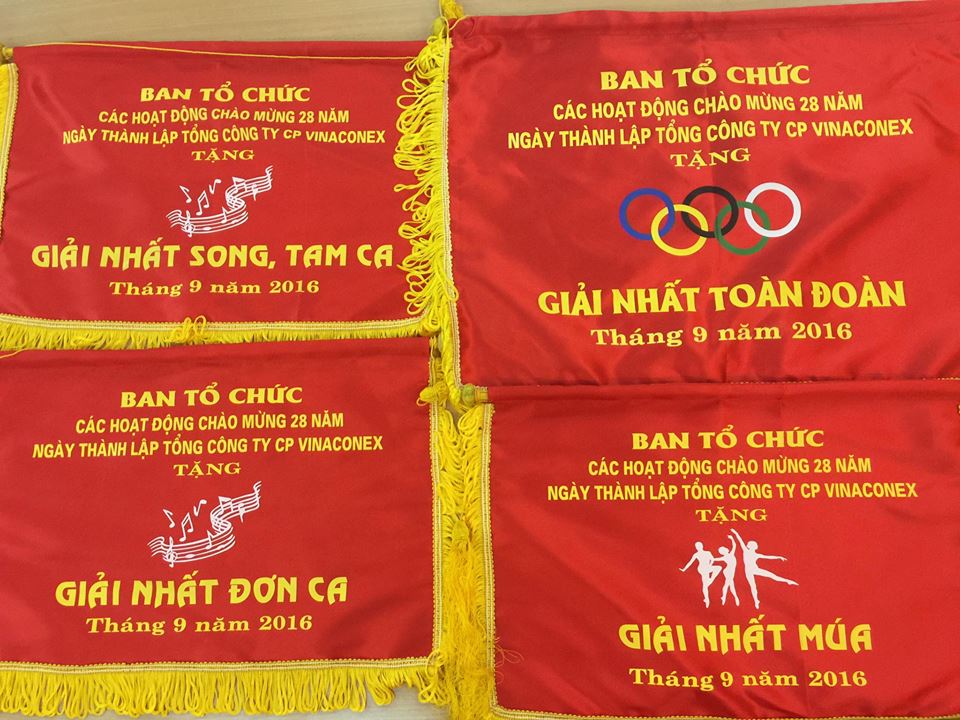 BAN TỔ CHỨC
CÁC HOẠT ĐỘNG CHÀO MỪNG 28 NĂM
NGÀY THÀNH LẬP TỔNG CÔNG TY CP VINACONEX
TẶNG
GIẢI NHẤT SONG, TAM CA
Tháng 9 năm 2016
BAN TỔ CHỨC
CÁC HOẠT ĐỘNG CHÀO MỪNG 28 NĂM
NGÀY THÀNH LẬP TỔNG CÔNG TY CP VINACONEX
TẶNG
GIẢI NHẤT TOÀN ĐOÀN
Tháng 9 năm 2016
BAN TỔ CHỨC
CÁC HOẠT ĐỘNG CHÀO MỪNG 28 NĂM
NGÀY THÀNH LẬP TỔNG CÔNG TY CP VINACONEX
TẶNG
GIẢI NHẤT ĐƠN CA
Tháng 9 năm 2016
BAN TỔ CHỨC
CÁC HOẠT ĐỘNG CHÀO MỪNG 28 NĂM
NGÀY THÀNH LẬP TỔNG CÔNG TY CP VINACONEX
TẶNG
GIẢI NHẤT MÚA
Tháng 9 năm 2016